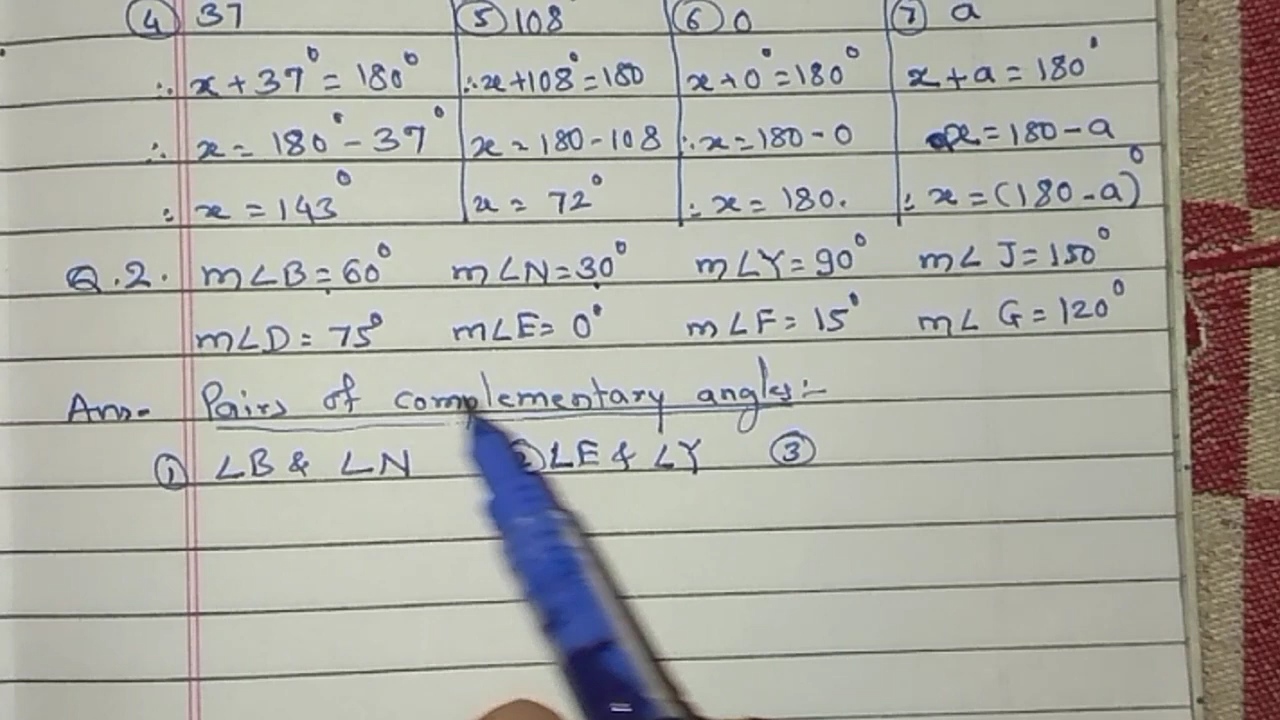 ④ 37 ⑤ 108 ⑥ 0 ⑦ a
∴ x + 37° = 180° ∴ x + 108° = 180 x + 0° = 180° x + a = 180°
∴ x = 180° - 37° x = 180 - 108 ∴ x = 180 - 0 x = 180 - a
∴ x = 143° x = 72° ∴ x = 180. ∴ x = (180 - a)°
Q.2. m∠B = 60° m∠N = 30° m∠Y = 90° m∠J = 150°
m∠D = 75° m∠E = 0° m∠F = 15° m∠G = 120°
Ans- Pairs of complementary angles:-
① ∠B & ∠N ② ∠E & ∠Y ③